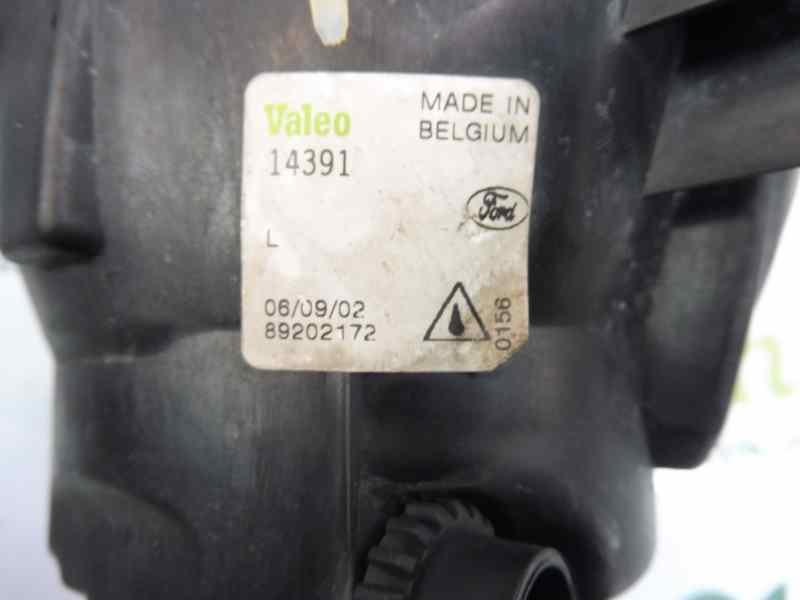 Valeo
MADE IN
BELGIUM
14391
Ford
L
06/09/02
89202172
0156